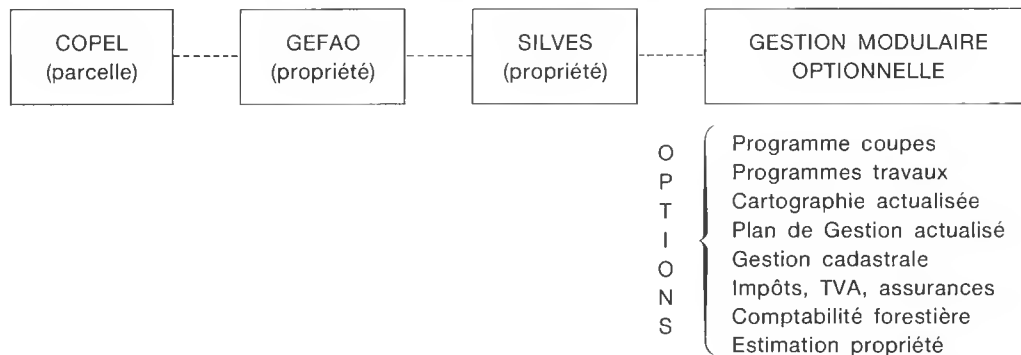 COPEL
(parcelle)
GEFAO
(propriété)
SILVES
(propriété)
GESTION MODULAIRE
OPTIONNELLE
OPTIONS
Programme coupes
Programmes travaux
Cartographie actualisée
Plan de Gestion actualisé
Gestion cadastrale
Impôts, TVA, assurances
Comptabilité forestière
Estimation propriété